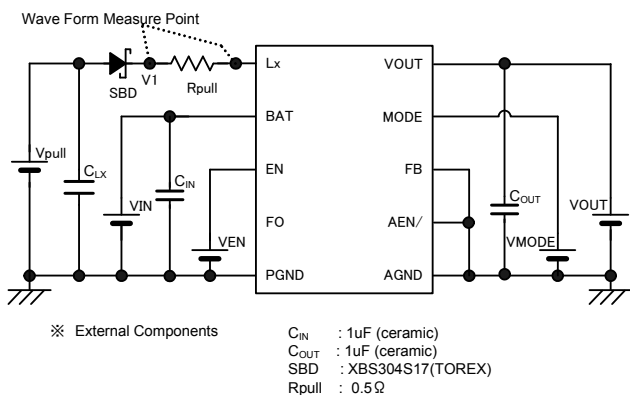 Wave Form Measure Point
Lx
VOUT
V1
SBD
Rpull
BAT
MODE
Vpull
EN
FB
CLX
CIN
COUT
VIN
FO
AEN/
VOUT
VEN
VMODE
PGND
AGND
※ External Components
CIN : 1uF (ceramic)
COUT : 1uF (ceramic)
SBD : XBS304S17(TOREX)
Rpull : 0.5Ω